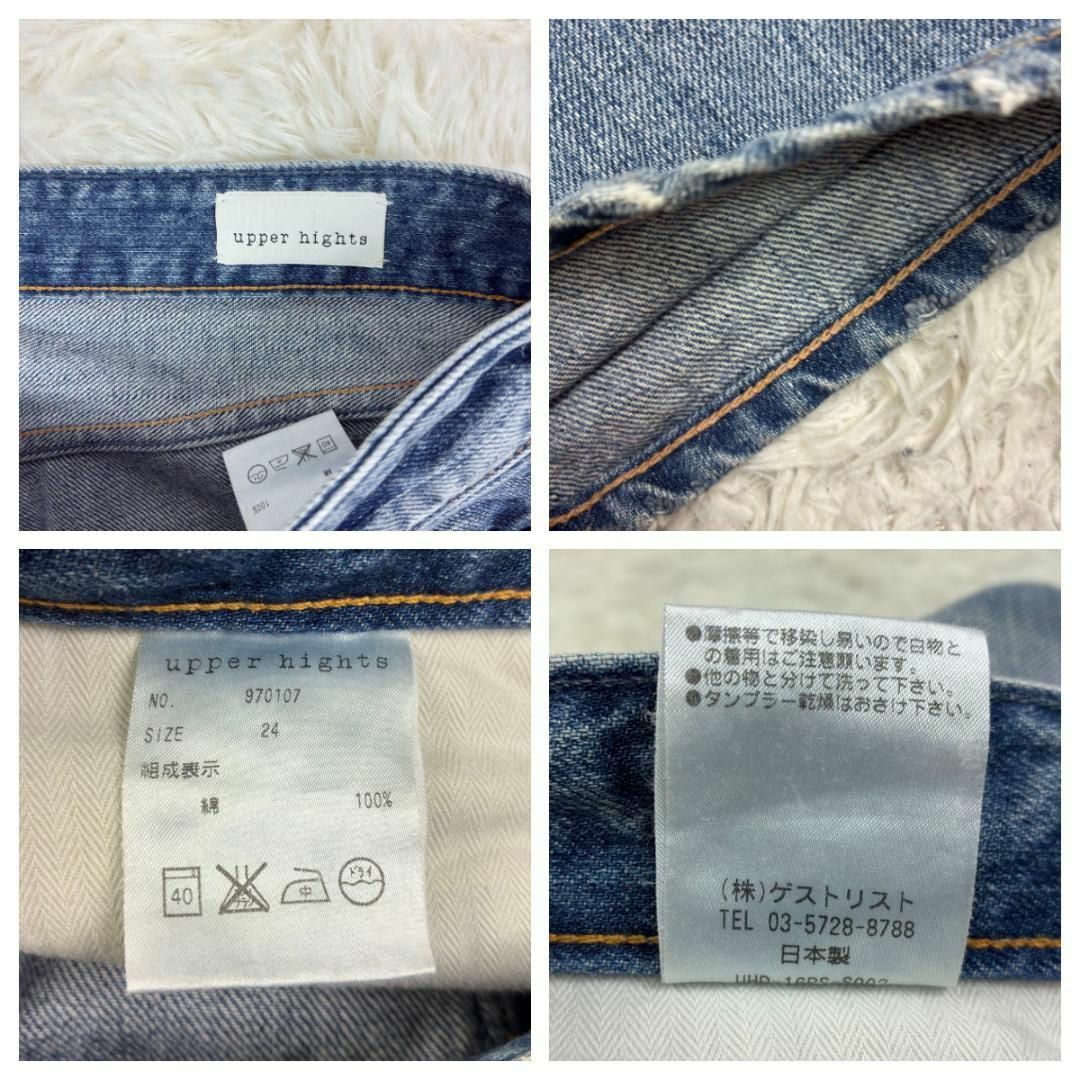 upper hights
100%
upper hights
NO. 970107
SIZE 24
組成表示
綿 100%
40
中
ドライ
●摩擦等で移染し易いので白物と
の着用はご注意願います。
●他の物と分けて洗って下さい。
●タンブラー乾燥はおさけ下さい。
(株)ゲストリスト
TEL 03-5728-8788
日本製